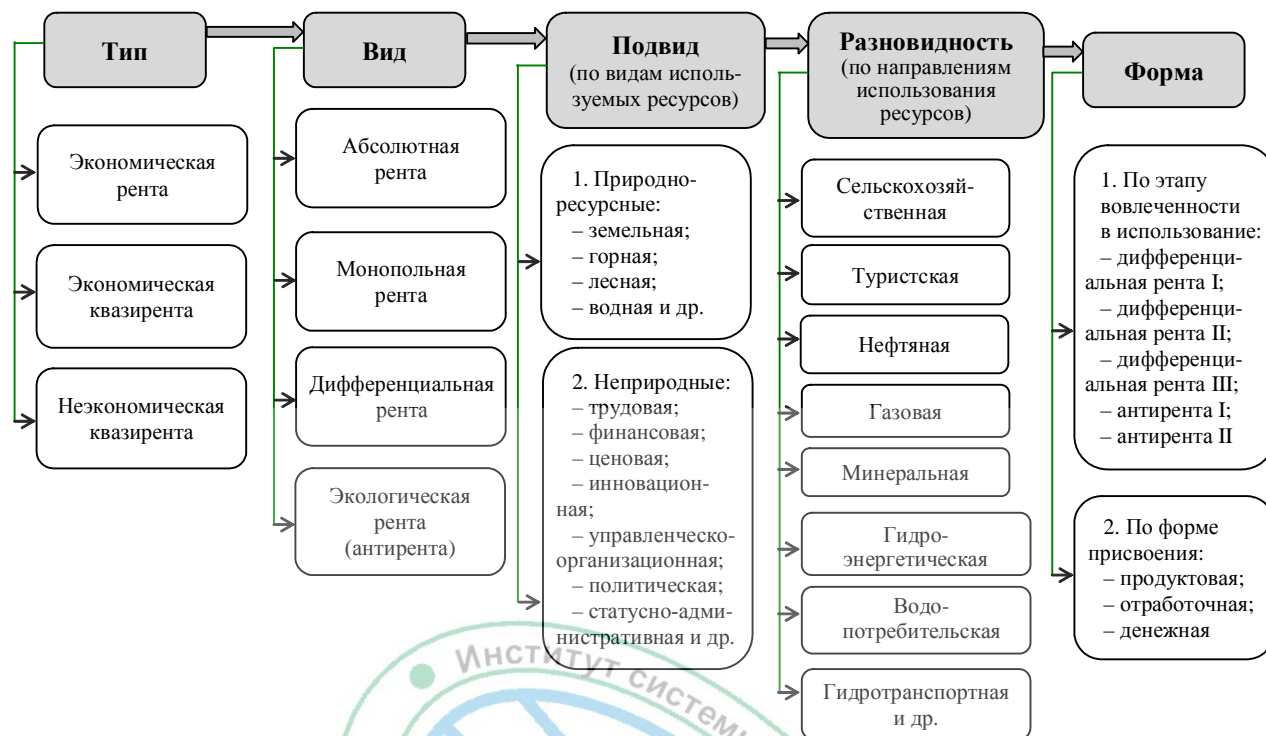 Тип
Экономическая
рента
Экономическая
квазирента
Неэкономическая
квазирента
Вид
Абсолютная
рента
Монопольная
рента
Дифференциальная
рента
Экологическая
рента
(антирента)
Подвид
(по видам исполь-
зуемых ресурсов)
1. Природно-
ресурсные:
– земельная;
– горная;
– лесная;
– водная и др.
2. Неприродные:
– трудовая;
– финансовая;
– ценовая;
– инновацион-
ная;
– управленческо-
организационная;
– политическая;
– статусно-адми-
нистративная и др.
Разновидность
(по направлениям
использования
ресурсов)
Сельскохозяй-
ственная
Туристская
Нефтяная
Газовая
Минеральная
Гидро-
энергетическая
Водо-
потребительская
Гидротранспортная
и др.
Форма
1. По этапу
вовлеченности
в использование:
– дифференци-
альная рента I;
– дифференци-
альная рента II;
– дифференци-
альная рента III;
– антирента I;
– антирента II
2. По форме
присвоения:
– продуктовая;
– отработочная;
– денежная
Институт